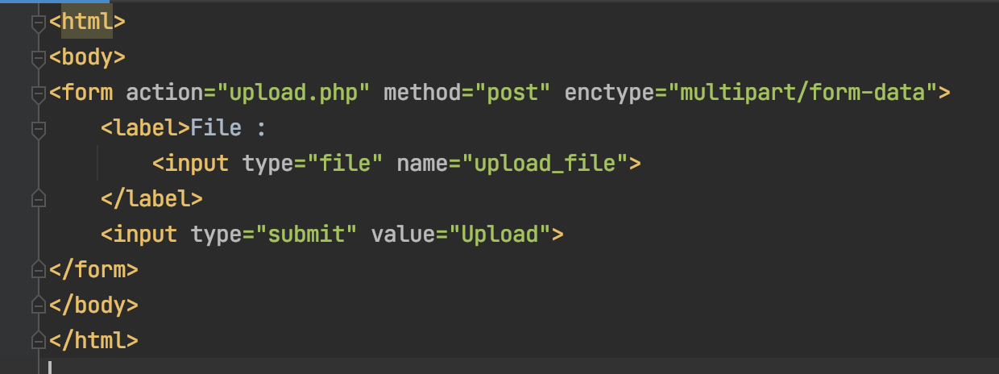 <html>
<body>
<form action="upload.php" method="post" enctype="multipart/form-data">
    <label>File :
        <input type="file" name="upload_file">
    </label>
    <input type="submit" value="Upload">
</form>
</body>
</html>